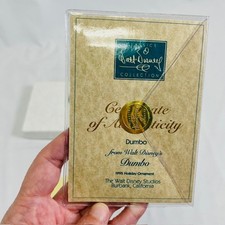 Walt Disney
COLLECTION
Certificate
of Authenticity
Dumbo
from Walt Disney's
Dumbo
1995 Holiday Ornament
The Walt Disney Studios
Burbank, California